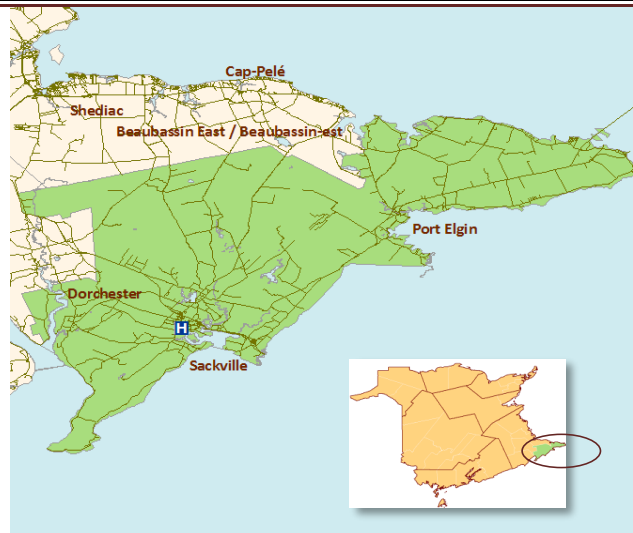 Cap-Pelé
Shediac
Beaubassin East / Beaubassin-est
Port Elgin
Dorchester
H
Sackville